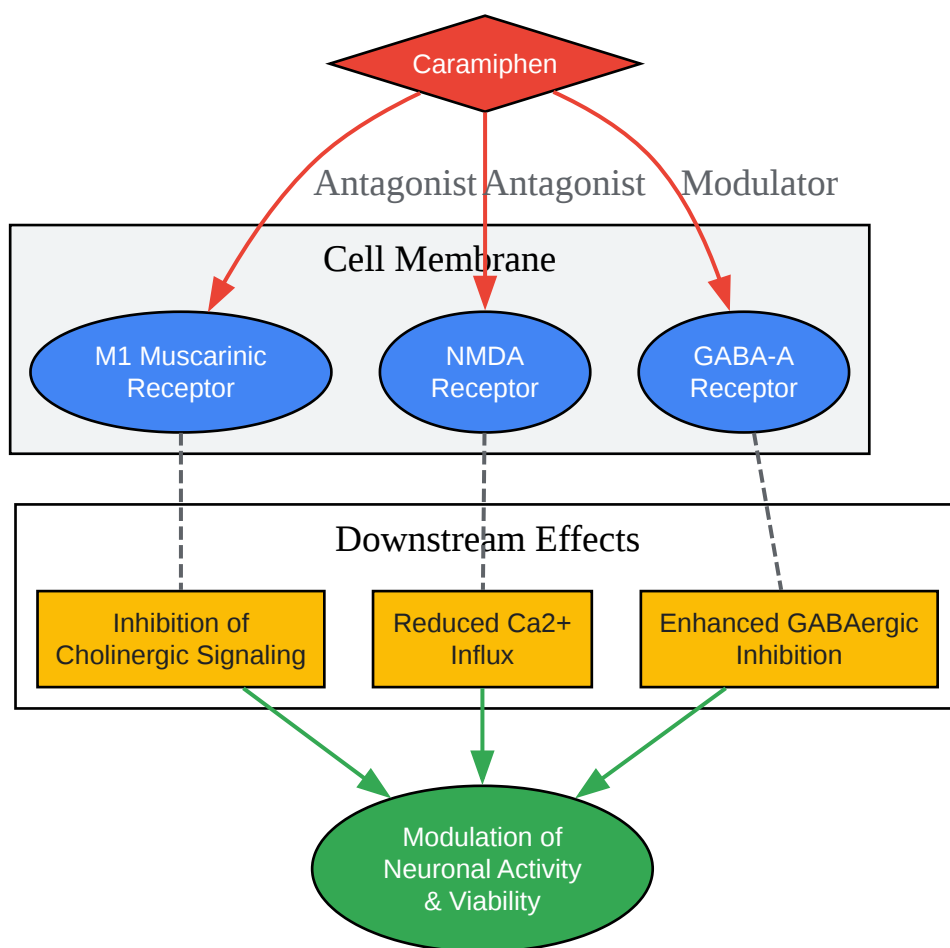 Caramiphen
Antagonist Antagonist Modulator
Cell Membrane
M1 Muscarinic
Receptor
NMDA
Receptor
GABA-A
Receptor
Downstream Effects
Inhibition of
Cholinergic Signaling
Reduced Ca2+
Influx
Enhanced GABAergic
Inhibition
Modulation of
Neuronal Activity
& Viability